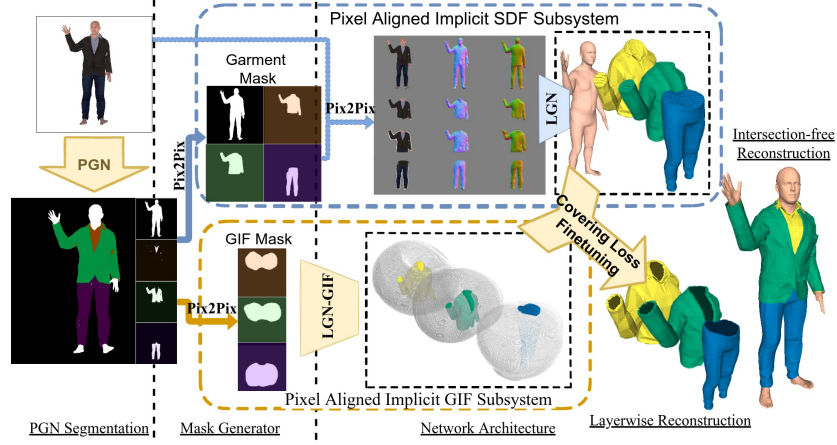 Pixel Aligned Implicit SDF Subsystem
Garment
Mask
Pix2Pix
LGN
PGN
Pix2Pix
Intersection-free
Reconstruction
Covering Loss
Finetuning
GIF Mask
Pix2Pix
LGN-GIF
Pixel Aligned Implicit GIF Subsystem
PGN Segmentation
Mask Generator
Network Architecture
Layerwise Reconstruction